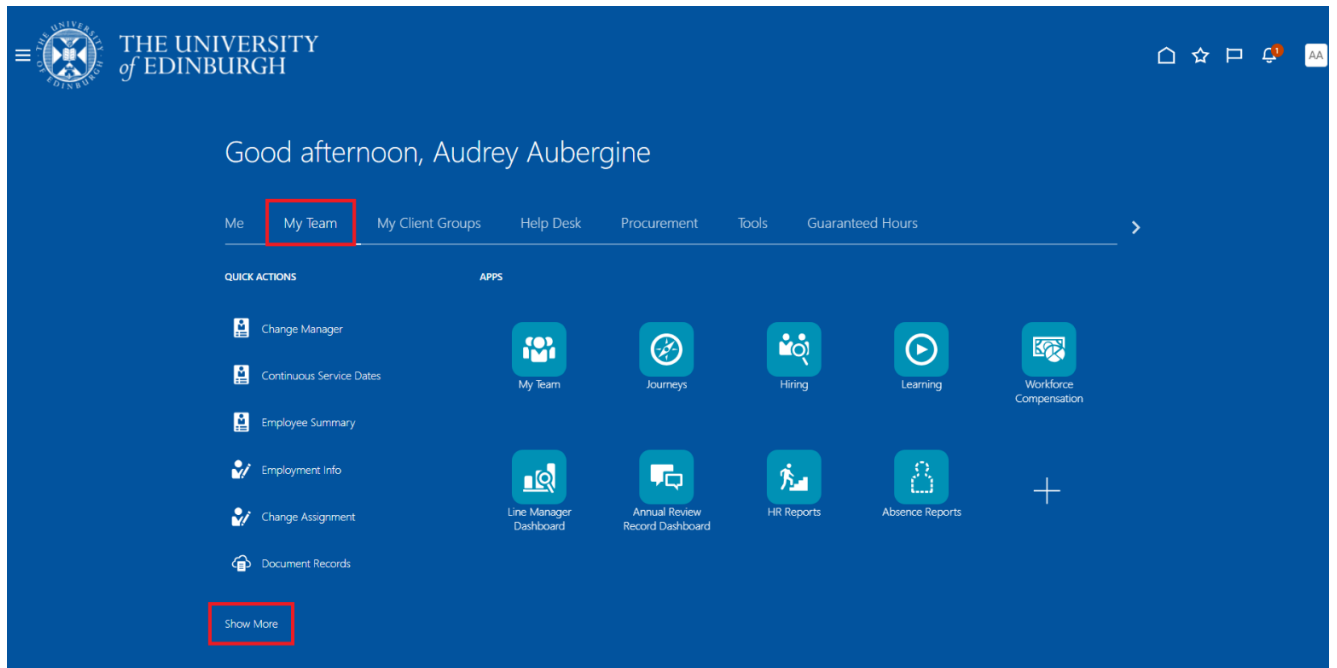 THE UNIVERSITY
of EDINBURGH
1
AA
Good afternoon, Audrey Aubergine
Me
My Team
My Client Groups
Help Desk
Procurement
Tools
Guaranteed Hours
QUICK ACTIONS
Change Manager
Continuous Service Dates
Employee Summary
Employment Info
Change Assignment
Document Records
Show More
APPS
My Team
Journeys
Hiring
Learning
Workforce
Compensation
Line Manager
Dashboard
Annual Review
Record Dashboard
HR Reports
Absence Reports